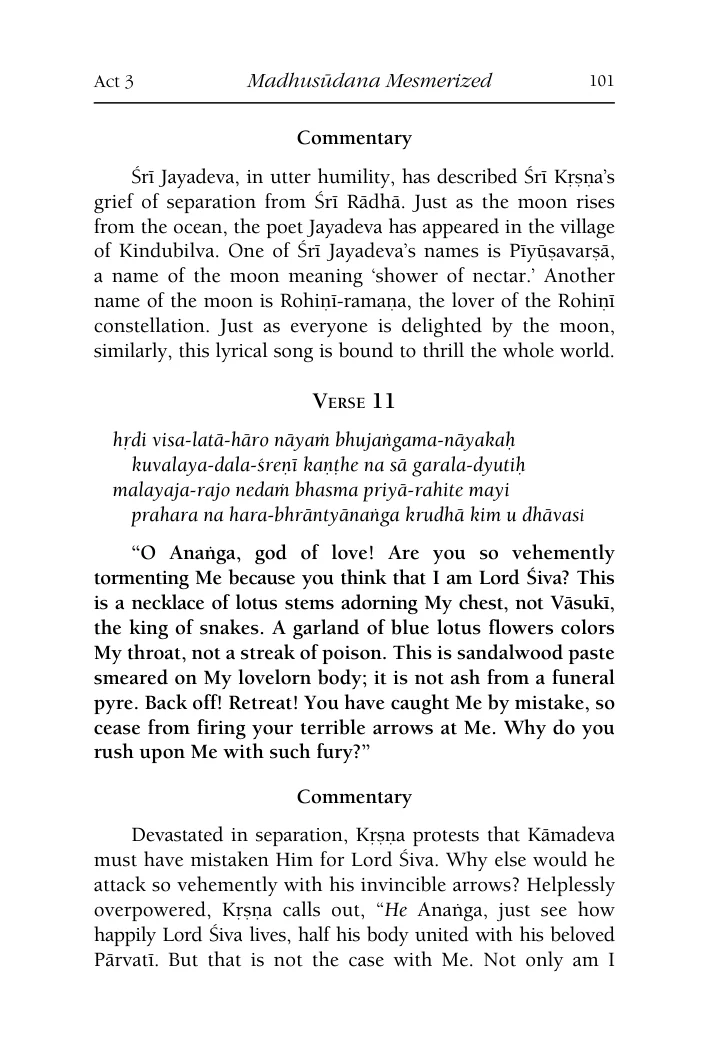 Act 3 Madhusūdana Mesmerized 101
Commentary
Śrī Jayadeva, in utter humility, has described Śrī Kṛṣṇa’s
grief of separation from Śrī Rādhā. Just as the moon rises
from the ocean, the poet Jayadeva has appeared in the village
of Kindubilva. One of Śrī Jayadeva’s names is Pīyūṣavarṣā,
a name of the moon meaning ‘shower of nectar.’ Another
name of the moon is Rohiṇī-ramaṇa, the lover of the Rohiṇī
constellation. Just as everyone is delighted by the moon,
similarly, this lyrical song is bound to thrill the whole world.
Verse 11
hṛdi visa-latā-hāro nāyaṁ bhujaṅgama-nāyakaḥ
kuvalaya-dala-śreṇī kaṇṭhe na sā garala-dyutiḥ
malayaja-rajo nedaṁ bhasma priyā-rahite mayi
prahara na hara-bhrāntyānaṅga krudhā kim u dhāvasi
“O Anaṅga, god of love! Are you so vehemently
tormenting Me because you think that I am Lord Śiva? This
is a necklace of lotus stems adorning My chest, not Vāsukī,
the king of snakes. A garland of blue lotus flowers colors
My throat, not a streak of poison. This is sandalwood paste
smeared on My lovelorn body; it is not ash from a funeral
pyre. Back off! Retreat! You have caught Me by mistake, so
cease from firing your terrible arrows at Me. Why do you
rush upon Me with such fury?”
Commentary
Devastated in separation, Kṛṣṇa protests that Kāmadeva
must have mistaken Him for Lord Śiva. Why else would he
attack so vehemently with his invincible arrows? Helplessly
overpowered, Kṛṣṇa calls out, “He Anaṅga, just see how
happily Lord Śiva lives, half his body united with his beloved
Pārvatī. But that is not the case with Me. Not only am I